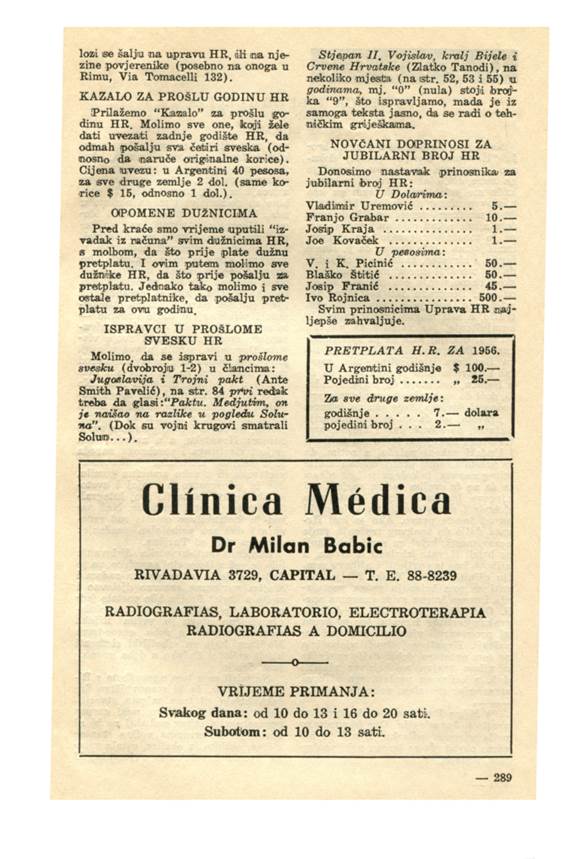 lozi se šalju na upravu HR, ili na nje-
zine povjerenike (posebno na onoga u
Rimu, Via Tomacelli 132).
KAZALO ZA PROŠLU GODINU HR
Prilažemo "Kazalo" za prošlu go-
dinu HR. Molimo sve one, koji žele
dati uvezati zadnje godište HR, da
odmah pošalju sva četiri sveska (od-
nosno da naruče originalne korice).
Cijena uvezu: u Argentini 40 pesosa,
za sve druge zemlje 2 dol. (same ko-
rice $ 15, odnosno 1 dol.).
OPOMENE DUŽNICIMA
Pred kraće smo vrijeme uputili "iz-
vadak iz računa" svim dužnicima HR,
s molbom, da što prije plate dužnu
pretplatu. I ovim putem molimo sve
dužnike HR, da što prije pošalju za
pretplatu. Jednako tako molimo i sve
ostale pretplatnike, da pošalju pret-
platu za ovu godinu.
ISPRAVCI U PROŠLOME
SVESKU HR
Molimo, da se ispravi u prošlome
svesku (dvobroju 1-2) u člancima:
Jugoslavija i Trojni pakt (Ante
Smith Pavelić), na str. 84 prvi redak
treba da glasi: "Paktu. Medjutim, on
je naišao na razlike u pogledu Solu-
na". (Dok su vojni krugovi smatrali
Solun...).
Stjepan II. Vojislav, kralj Bijele i
Crvene Hrvatske (Zlatko Tanodi), na
nekoliko mjesta (na str. 52, 53 i 55) u
godinama, mj. "0" (nula) stoji broj-
ka "9", što ispravljamo, mada je iz
samoga teksta jasno, da se radi o teh-
ničkim griješkama.
NOVČANI DOPRINOSI ZA
JUBILARNI BROJ HR
Donosimo nastavak prinosnika za
jubilarni broj HR:
U Dolarima:
Vladimir Uremović .......... 5.—
Franjo Grabar ............. 10.—
Josip Kraja ............... 1.—
Joe Kovaček ............... 1.—
U pesosima:
V. i K. Picinić ............ 50.—
Blaško Štitić .............. 50.—
Josip Franić ............... 45.—
Ivo Rojnica ............... 500.—
Svim prinosnicima Uprava HR naj-
ljepše zahvaljuje.
PRETPLATA H. R. ZA 1956.
U Argentini godišnje $ 100.—
Pojedini broj ....... „ 25.—
Za sve druge zemlje:
godišnje ..... 7.— dolara
pojedini broj ... 2.— „
Clínica Médica
Dr Milan Babic
RIVADAVIA 3729, CAPITAL — T. E. 88-8239
RADIOGRAFIAS, LABORATORIO, ELECTROTERAPIA
RADIOGRAFIAS A DOMICILIO
VRIJEME PRIMANJA:
Svakog dana: od 10 do 13 i 16 do 20 sati.
Subotom: od 10 do 13 sati.
— 289